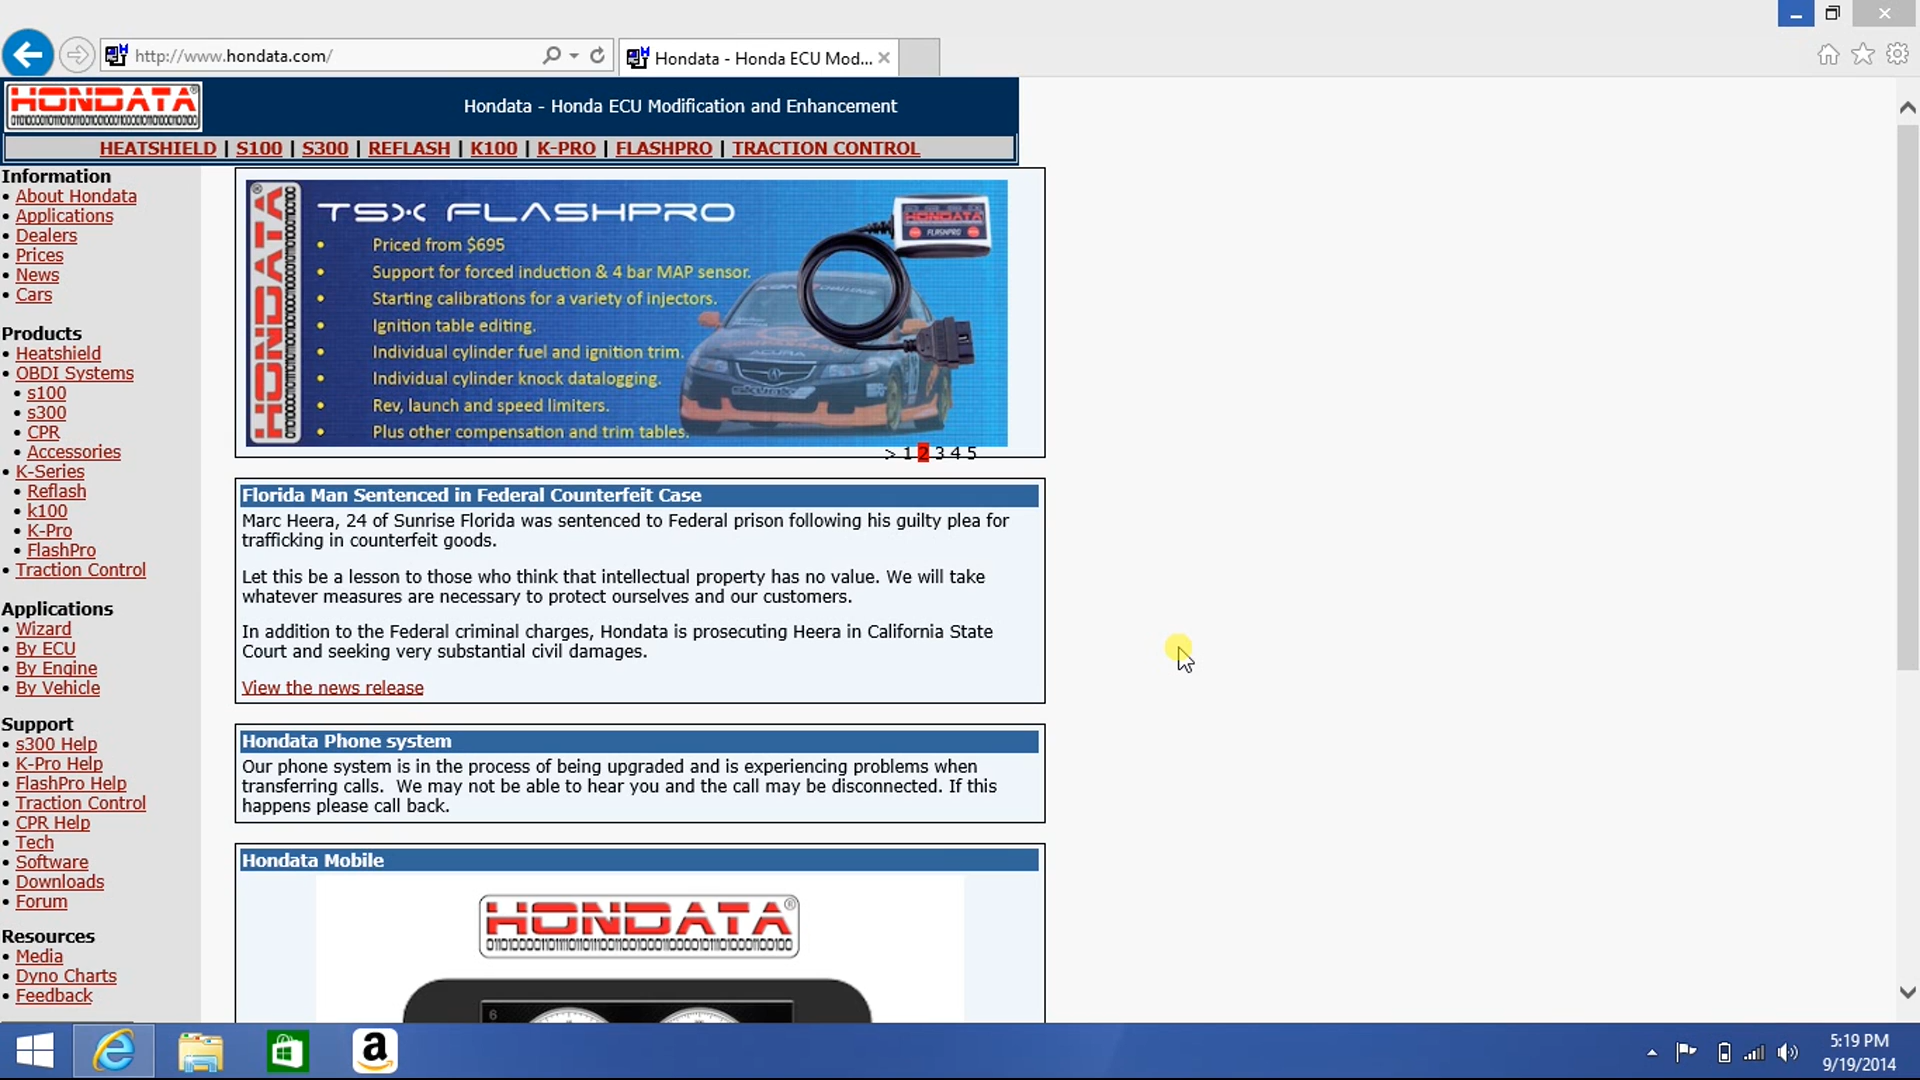 http://www.hondata.com/
Hondata - Honda ECU Mod...
HONDATA®
Hondata - Honda ECU Modification and Enhancement
HEATSHIELD | S100 | S300 | REFLASH | K100 | K-PRO | FLASHPRO | TRACTION CONTROL
Information
• About Hondata
• Applications
• Dealers
• Prices
• News
• Cars
Products
• Heatshield
• OBDI Systems
• s100
• s300
• CPR
• Accessories
• K-Series
• Reflash
• k100
• K-Pro
• FlashPro
• Traction Control
Applications
• Wizard
• By ECU
• By Engine
• By Vehicle
Support
• s300 Help
• K-Pro Help
• FlashPro Help
• Traction Control
• CPR Help
• Tech
• Software
• Downloads
• Forum
Resources
• Media
• Dyno Charts
• Feedback
HONDATA®
TSX FLASHPRO
• Priced from $695
• Support for forced induction & 4 bar MAP sensor.
• Starting calibrations for a variety of injectors.
• Ignition table editing.
• Individual cylinder fuel and ignition trim.
• Individual cylinder knock datalogging.
• Rev, launch and speed limiters.
• Plus other compensation and trim tables.
HONDATA
FLASHPRO
ACURA
> 1 2 3 4 5
Florida Man Sentenced in Federal Counterfeit Case
Marc Heera, 24 of Sunrise Florida was sentenced to Federal prison following his guilty plea for
trafficking in counterfeit goods.
Let this be a lesson to those who think that intellectual property has no value. We will take
whatever measures are necessary to protect ourselves and our customers.
In addition to the Federal criminal charges, Hondata is prosecuting Heera in California State
Court and seeking very substantial civil damages.
View the news release
Hondata Phone system
Our phone system is in the process of being upgraded and is experiencing problems when
transferring calls. We may not be able to hear you and the call may be disconnected. If this
happens please call back.
Hondata Mobile
HONDATA®
6
a
5:19 PM
9/19/2014